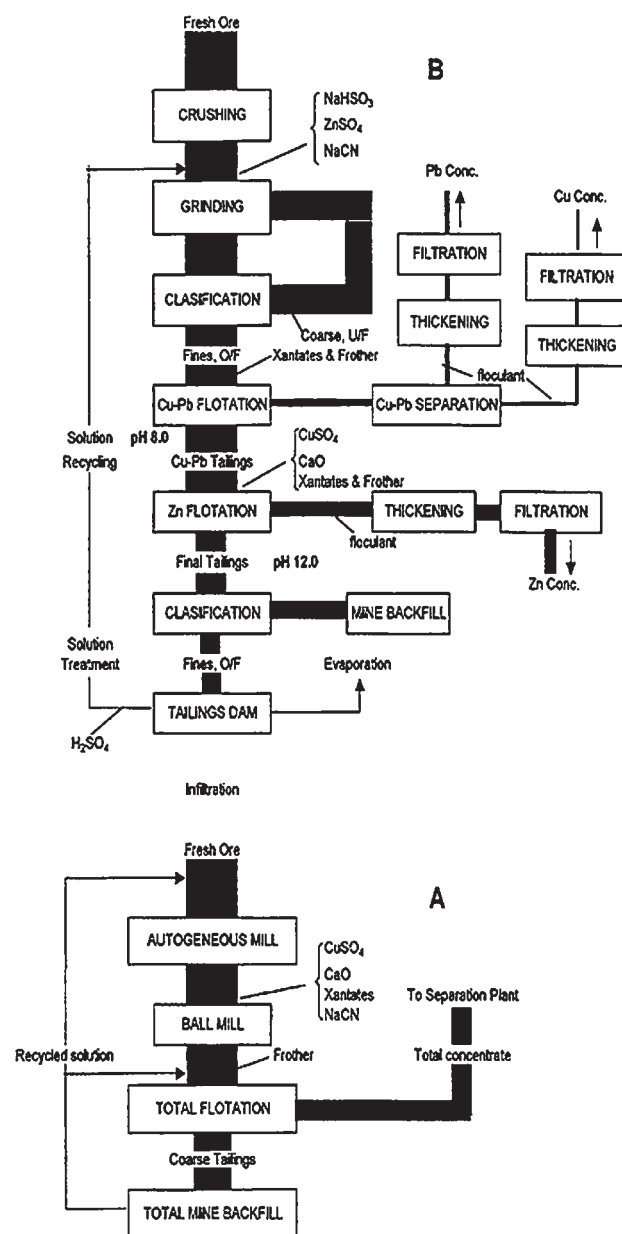 Fresh Ore
B
CRUSHING
NaHSO₃
ZnSO₄
NaCN
GRINDING
Pb Conc.
Cu Conc.
FILTRATION
FILTRATION
CLASIFICATION
THICKENING
THICKENING
Coarse, U/F
Fines, O/F
Xantates & Frother
floculant
Cu-Pb FLOTATION
Cu-Pb SEPARATION
Solution
Recycling
pH 8.0
CuSO₄
CaO
Xantates & Frother
Cu-Pb Tailings
Zn FLOTATION
THICKENING
FILTRATION
floculant
Final Tailings
pH 12.0
Zn Conc.
CLASIFICATION
MINE BACKFILL
Solution
Treatment
Fines, O/F
Evaporation
TAILINGS DAM
H₂SO₄
Infiltration
Fresh Ore
A
AUTOGENEOUS MILL
CuSO₄
CaO
Xantates
NaCN
To Separation Plant
BALL MILL
Recycled solution
Frother
Total concentrate
TOTAL FLOTATION
Coarse Tailings
TOTAL MINE BACKFILL